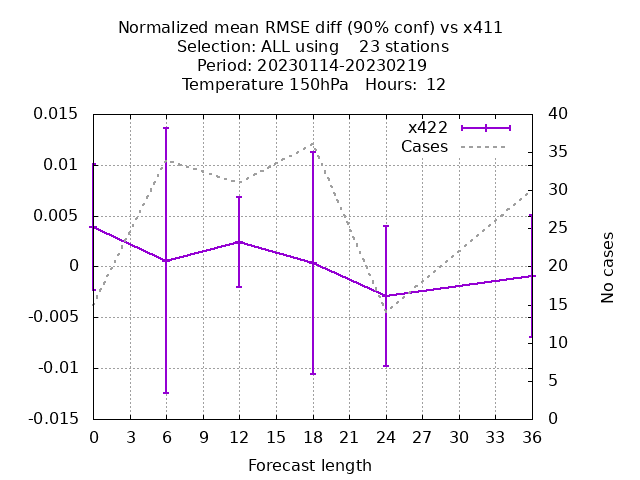 Normalized mean RMSE diff (90% conf) vs x411
Selection: ALL using    23 stations
Period: 20230114-20230219
Temperature 150hPa   Hours:  12
0.015
0.01
0.005
0
-0.005
-0.01
-0.015
x422
Cases
40
35
30
25
20
15
10
5
0
No cases
0 3 6 9 12 15 18 21 24 27 30 33 36
Forecast length